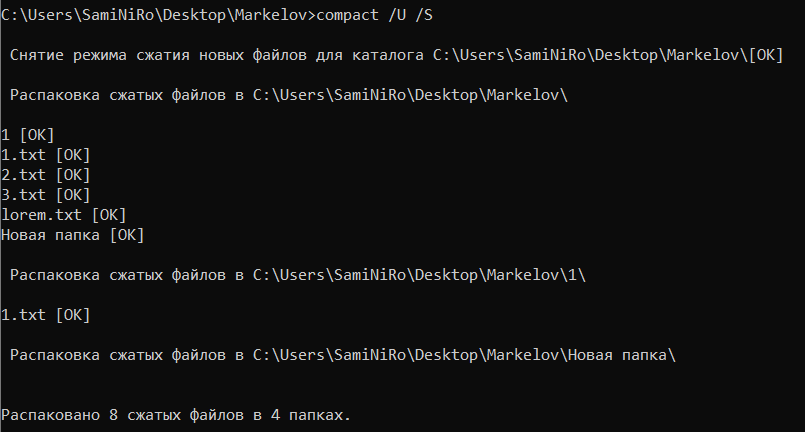 C:\Users\SamiNiRo\Desktop\Markelov>compact /U /S
Снятие режима сжатия новых файлов для каталога C:\Users\SamiNiRo\Desktop\Markelov\[OK]
Распаковка сжатых файлов в C:\Users\SamiNiRo\Desktop\Markelov\
1 [OK]
1.txt [OK]
2.txt [OK]
3.txt [OK]
lorem.txt [OK]
Новая папка [OK]
Распаковка сжатых файлов в C:\Users\SamiNiRo\Desktop\Markelov\1\
1.txt [OK]
Распаковка сжатых файлов в C:\Users\SamiNiRo\Desktop\Markelov\Новая папка\
Распаковано 8 сжатых файлов в 4 папках.